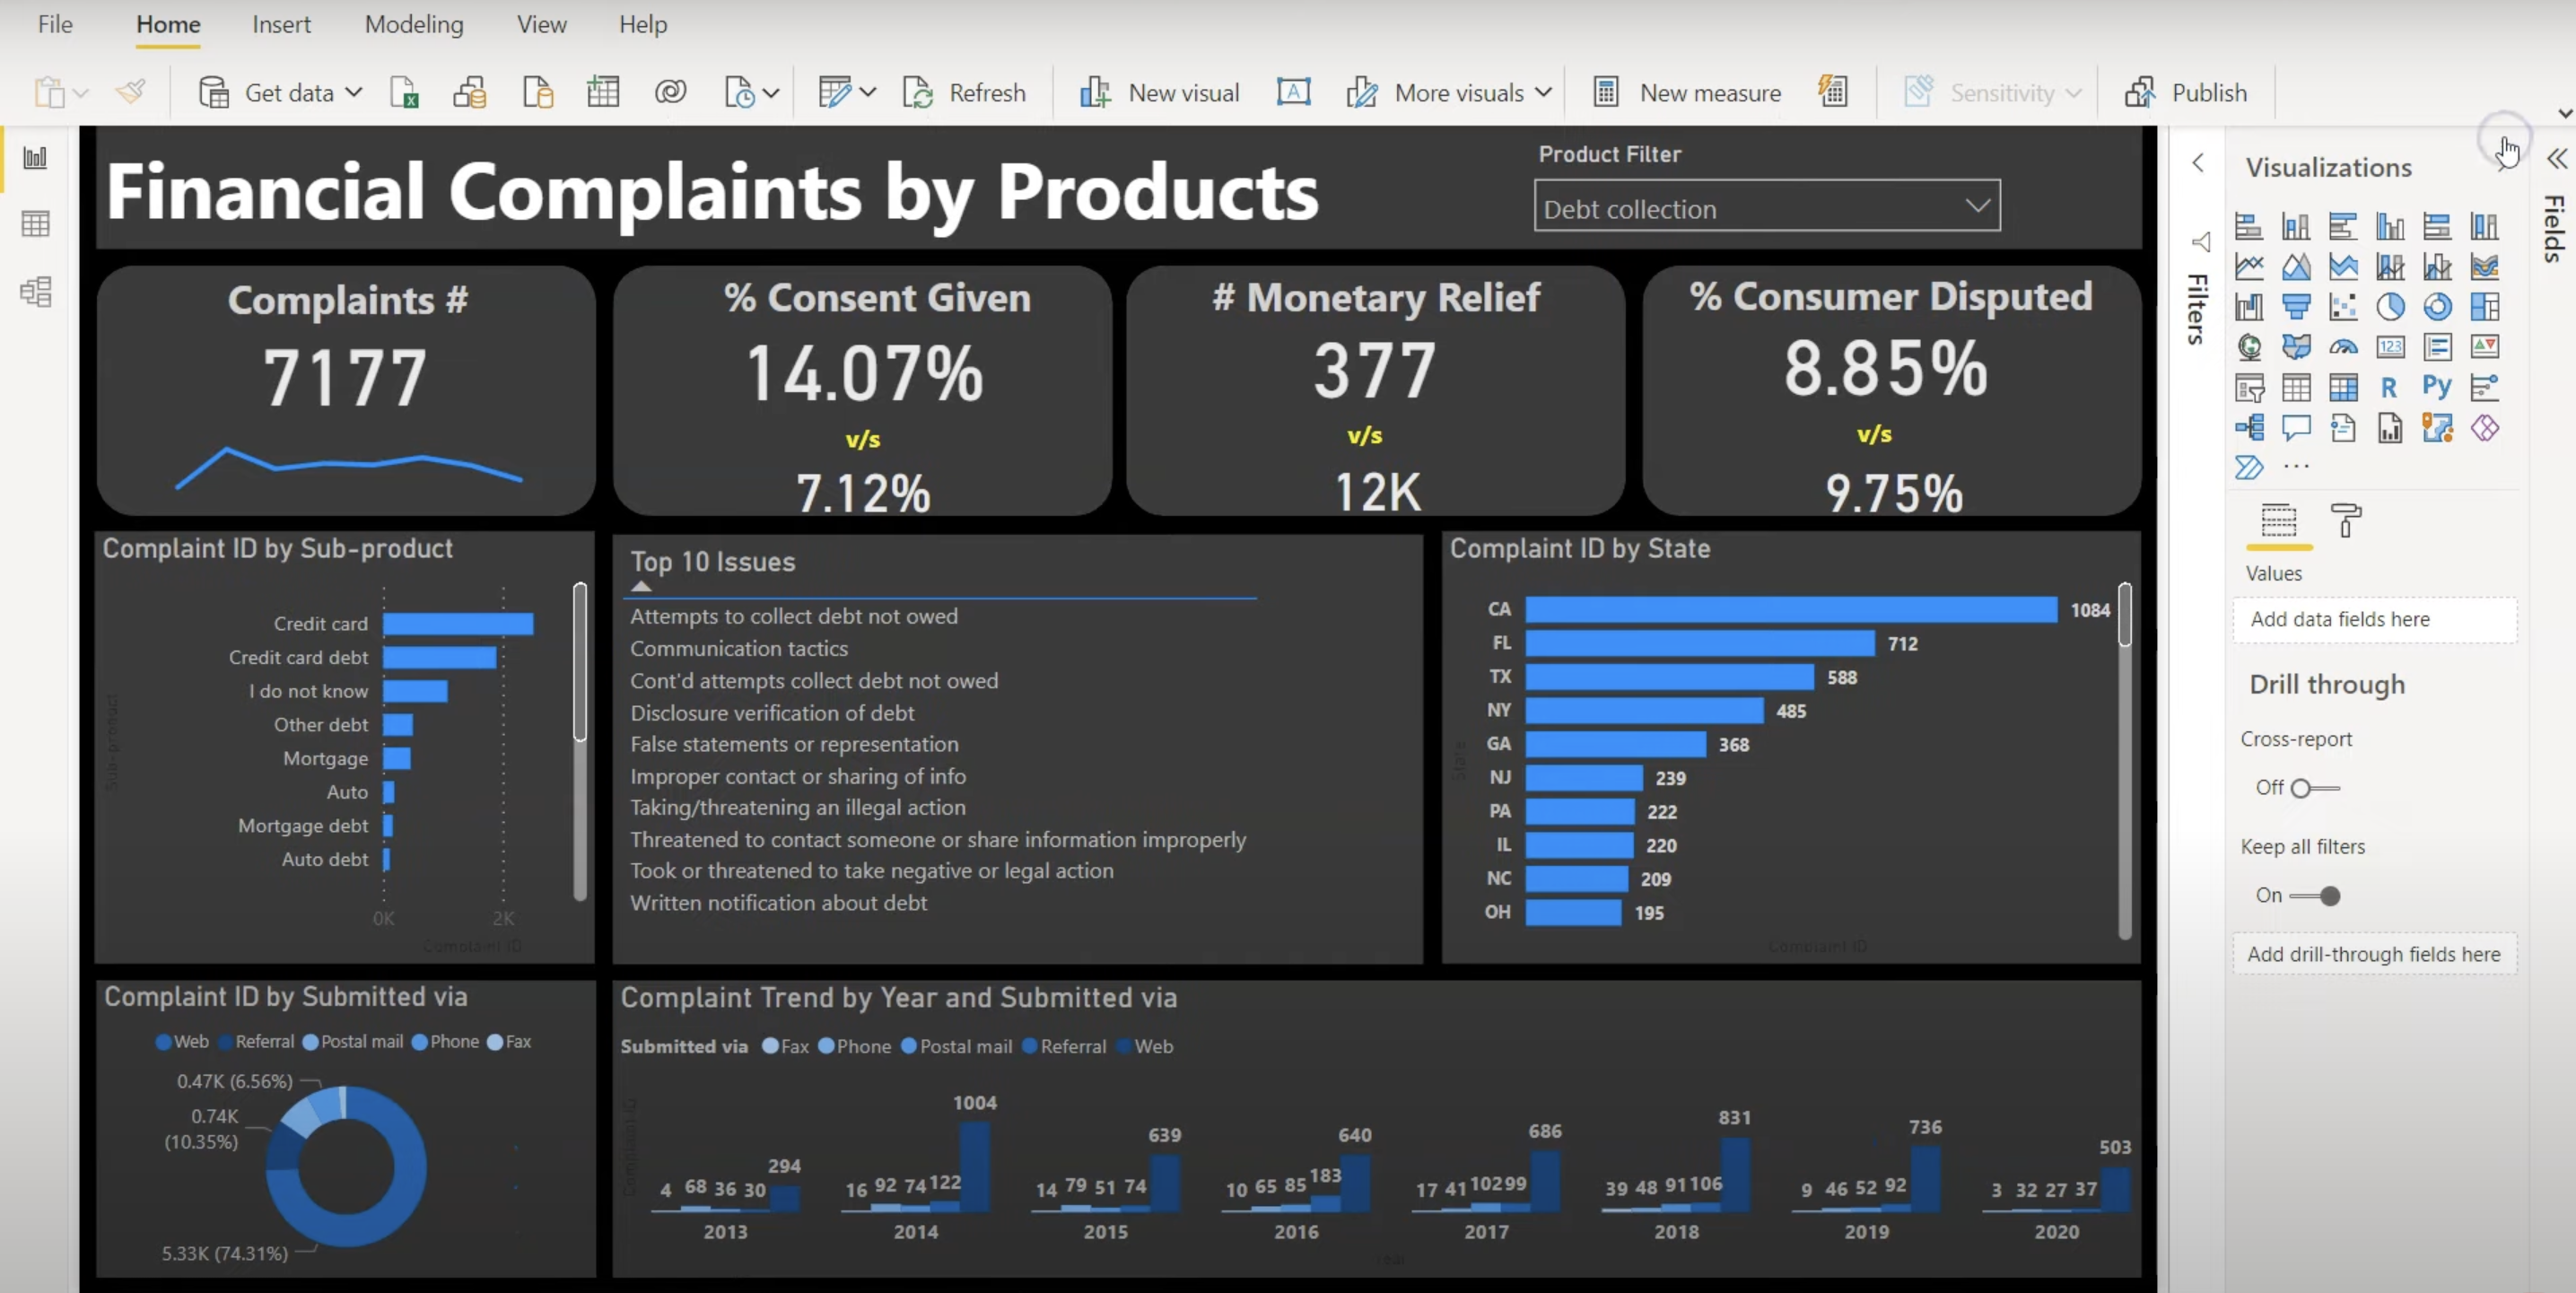 File Home Insert Modeling View Help
Get data Refresh New visual More visuals New measure Sensitivity Publish
Financial Complaints by Products
Product Filter
Debt collection
Visualizations
Fields
Filters
Complaints #
7177
% Consent Given
14.07%
v/s
7.12%
# Monetary Relief
377
v/s
12K
% Consumer Disputed
8.85%
v/s
9.75%
123
R Py
Values
Add data fields here
Drill through
Cross-report
Off
Keep all filters
On
Add drill-through fields here
Complaint ID by Sub-product
Sub-product
Credit card
Credit card debt
I do not know
Other debt
Mortgage
Auto
Mortgage debt
Auto debt
0K 2K
Complaint ID
Top 10 Issues
Attempts to collect debt not owed
Communication tactics
Cont'd attempts collect debt not owed
Disclosure verification of debt
False statements or representation
Improper contact or sharing of info
Taking/threatening an illegal action
Threatened to contact someone or share information improperly
Took or threatened to take negative or legal action
Written notification about debt
Complaint ID by State
State
CA 1084
FL 712
TX 588
NY 485
GA 368
NJ 239
PA 222
IL 220
NC 209
OH 195
Complaint ID
Complaint ID by Submitted via
Web Referral Postal mail Phone Fax
0.47K (6.56%)
0.74K
(10.35%)
5.33K (74.31%)
Complaint Trend by Year and Submitted via
Submitted via Fax Phone Postal mail Referral Web
Complaint ID
4 68 36 30 294
16 92 74 122 1004
14 79 51 74 639
10 65 85 183 640
17 41 102 99 686
39 48 91 106 831
9 46 52 92 736
3 32 27 37 503
2013 2014 2015 2016 2017 2018 2019 2020
Year